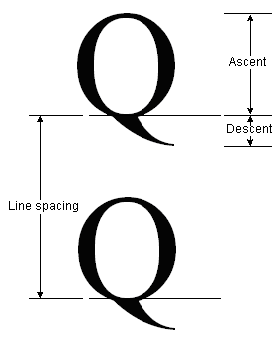 Q
Ascent
Descent
Line spacing
Q